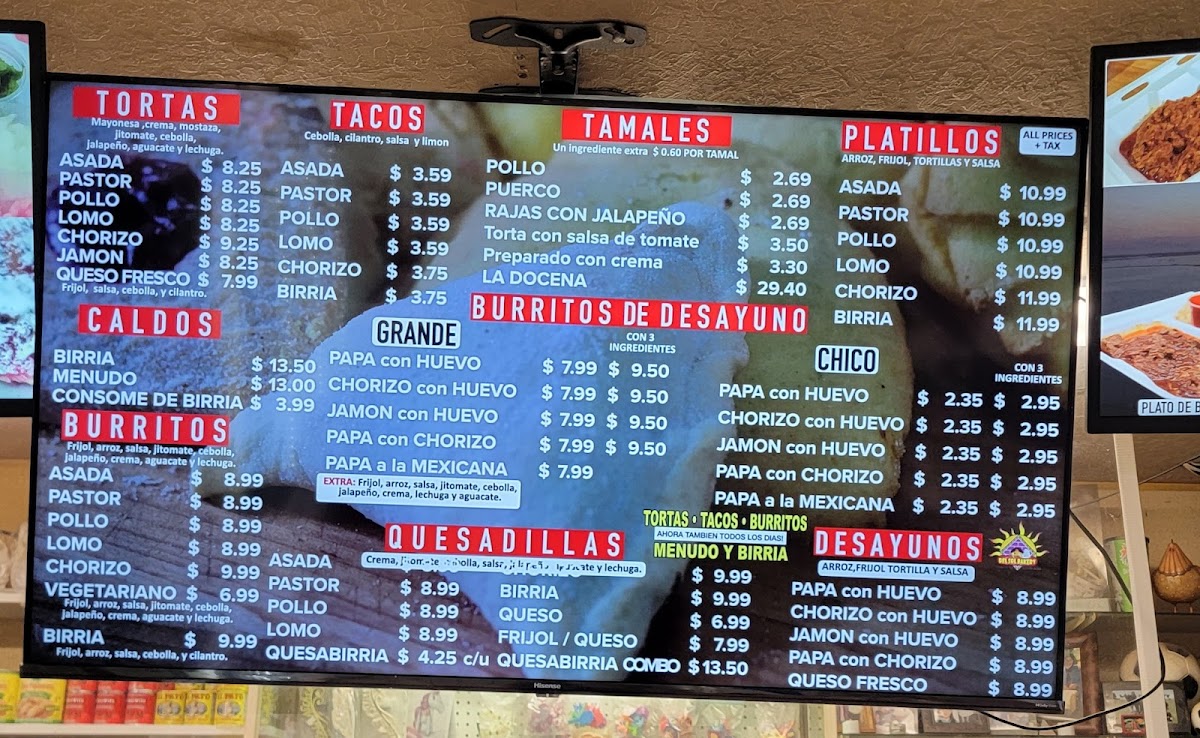 TORTAS
Mayonesa ,crema, mostaza,
jitomate, cebolla,
jalapeño, aguacate y lechuga.
ASADA $ 8.25
PASTOR $ 8.25
POLLO $ 8.25
LOMO $ 8.25
CHORIZO $ 9.25
JAMON $ 8.25
QUESO FRESCO $ 7.99
Frijol, salsa, cebolla, y cilantro.
CALDOS
BIRRIA $ 13.50
MENUDO $ 13.00
CONSOME DE BIRRIA $ 3.99
BURRITOS
Frijol, arroz, salsa, jitomate, cebolla,
jalapeño, crema, aguacate y lechuga.
ASADA $ 8.99
PASTOR $ 8.99
POLLO $ 8.99
LOMO $ 8.99
CHORIZO $ 9.99
VEGETARIANO $ 6.99
Frijol, arroz, salsa, jitomate, cebolla,
jalapeño, crema, aguacate y lechuga.
BIRRIA $ 9.99
Frijol, arroz, salsa, cebolla, y cilantro.
TACOS
Cebolla, cilantro, salsa y limon
ASADA $ 3.59
PASTOR $ 3.59
POLLO $ 3.59
LOMO $ 3.59
CHORIZO $ 3.75
BIRRIA $ 3.75
TAMALES
Un ingrediente extra $ 0.60 POR TAMAL
POLLO $ 2.69
PUERCO $ 2.69
RAJAS CON JALAPEÑO $ 2.69
Torta con salsa de tomate $ 3.50
Preparado con crema $ 3.30
LA DOCENA $ 29.40
PLATILLOS
ARROZ, FRIJOL, TORTILLAS Y SALSA
ALL PRICES
+ TAX
ASADA $ 10.99
PASTOR $ 10.99
POLLO $ 10.99
LOMO $ 10.99
CHORIZO $ 11.99
BIRRIA $ 11.99
BURRITOS DE DESAYUNO
GRANDE
CON 3
INGREDIENTES
PAPA con HUEVO $ 7.99 $ 9.50
CHORIZO con HUEVO $ 7.99 $ 9.50
JAMON con HUEVO $ 7.99 $ 9.50
PAPA con CHORIZO $ 7.99 $ 9.50
PAPA a la MEXICANA $ 7.99
EXTRA: Frijol, arroz, salsa, jitomate, cebolla,
jalapeño, crema, lechuga y aguacate.
CHICO
CON 3
INGREDIENTES
PAPA con HUEVO $ 2.35 $ 2.95
CHORIZO con HUEVO $ 2.35 $ 2.95
JAMON con HUEVO $ 2.35 $ 2.95
PAPA con CHORIZO $ 2.35 $ 2.95
PAPA a la MEXICANA $ 2.35 $ 2.95
QUESADILLAS
Crema, jitomate, cebolla, salsa, aguacate y lechuga.
ASADA $ 8.99
PASTOR $ 8.99
POLLO $ 8.99
LOMO $ 8.99
QUESABIRRIA $ 4.25 c/u
$ 9.99
BIRRIA $ 9.99
QUESO $ 6.99
FRIJOL / QUESO $ 7.99
QUESABIRRIA COMBO $ 13.50
TORTAS • TACOS • BURRITOS
AHORA TAMBIEN TODOS LOS DIAS!
MENUDO Y BIRRIA
DESAYUNOS
ARROZ,FRIJOL TORTILLA Y SALSA
PAPA con HUEVO $ 8.99
CHORIZO con HUEVO $ 8.99
JAMON con HUEVO $ 8.99
PAPA con CHORIZO $ 8.99
QUESO FRESCO $ 8.99
Hisense
PLATO DE